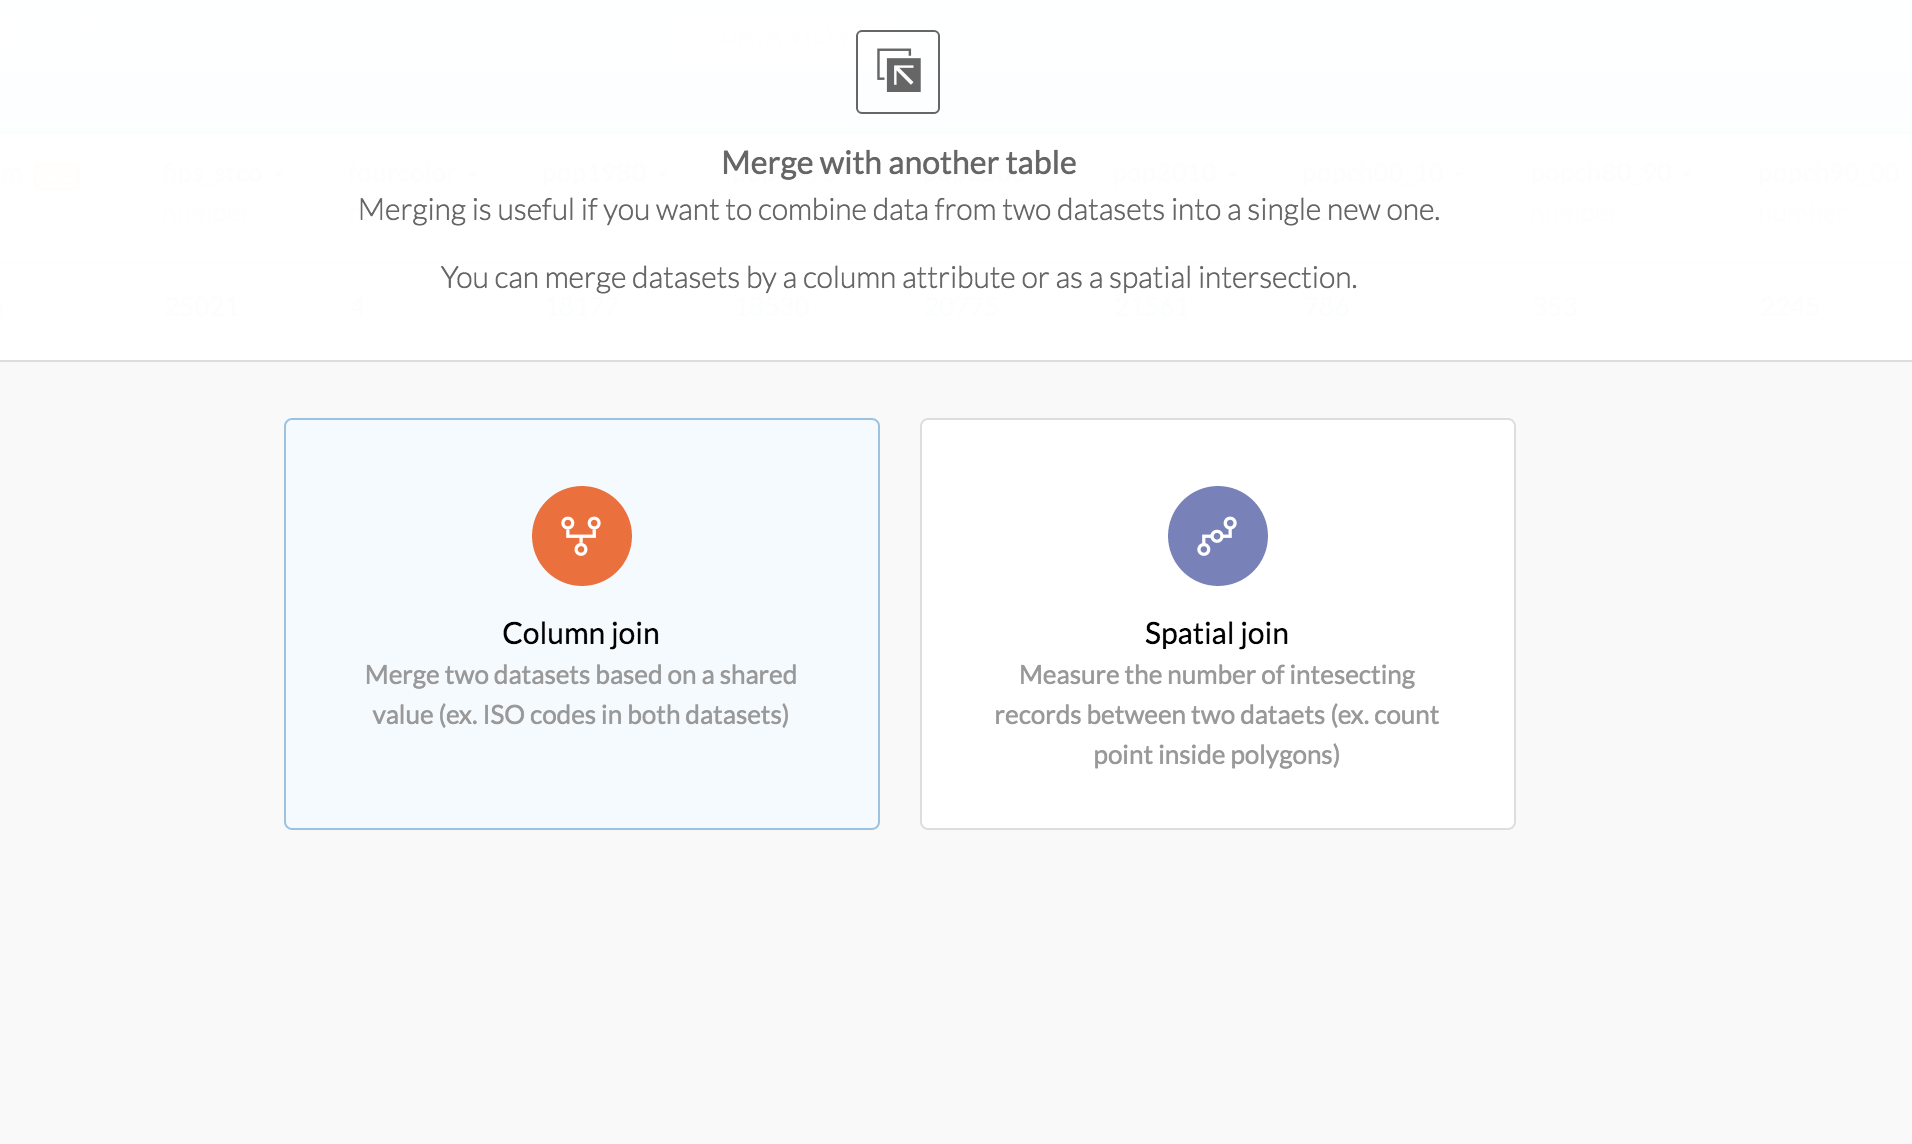 Merge with another table
Merging is useful if you want to combine data from two datasets into a single new one.
You can merge datasets by a column attribute or as a spatial intersection.
25021
Column join
Merge two datasets based on a shared
value (ex. ISO codes in both datasets)
Spatial join
Measure the number of intesecting
records between two dataets (ex. count
point inside polygons)